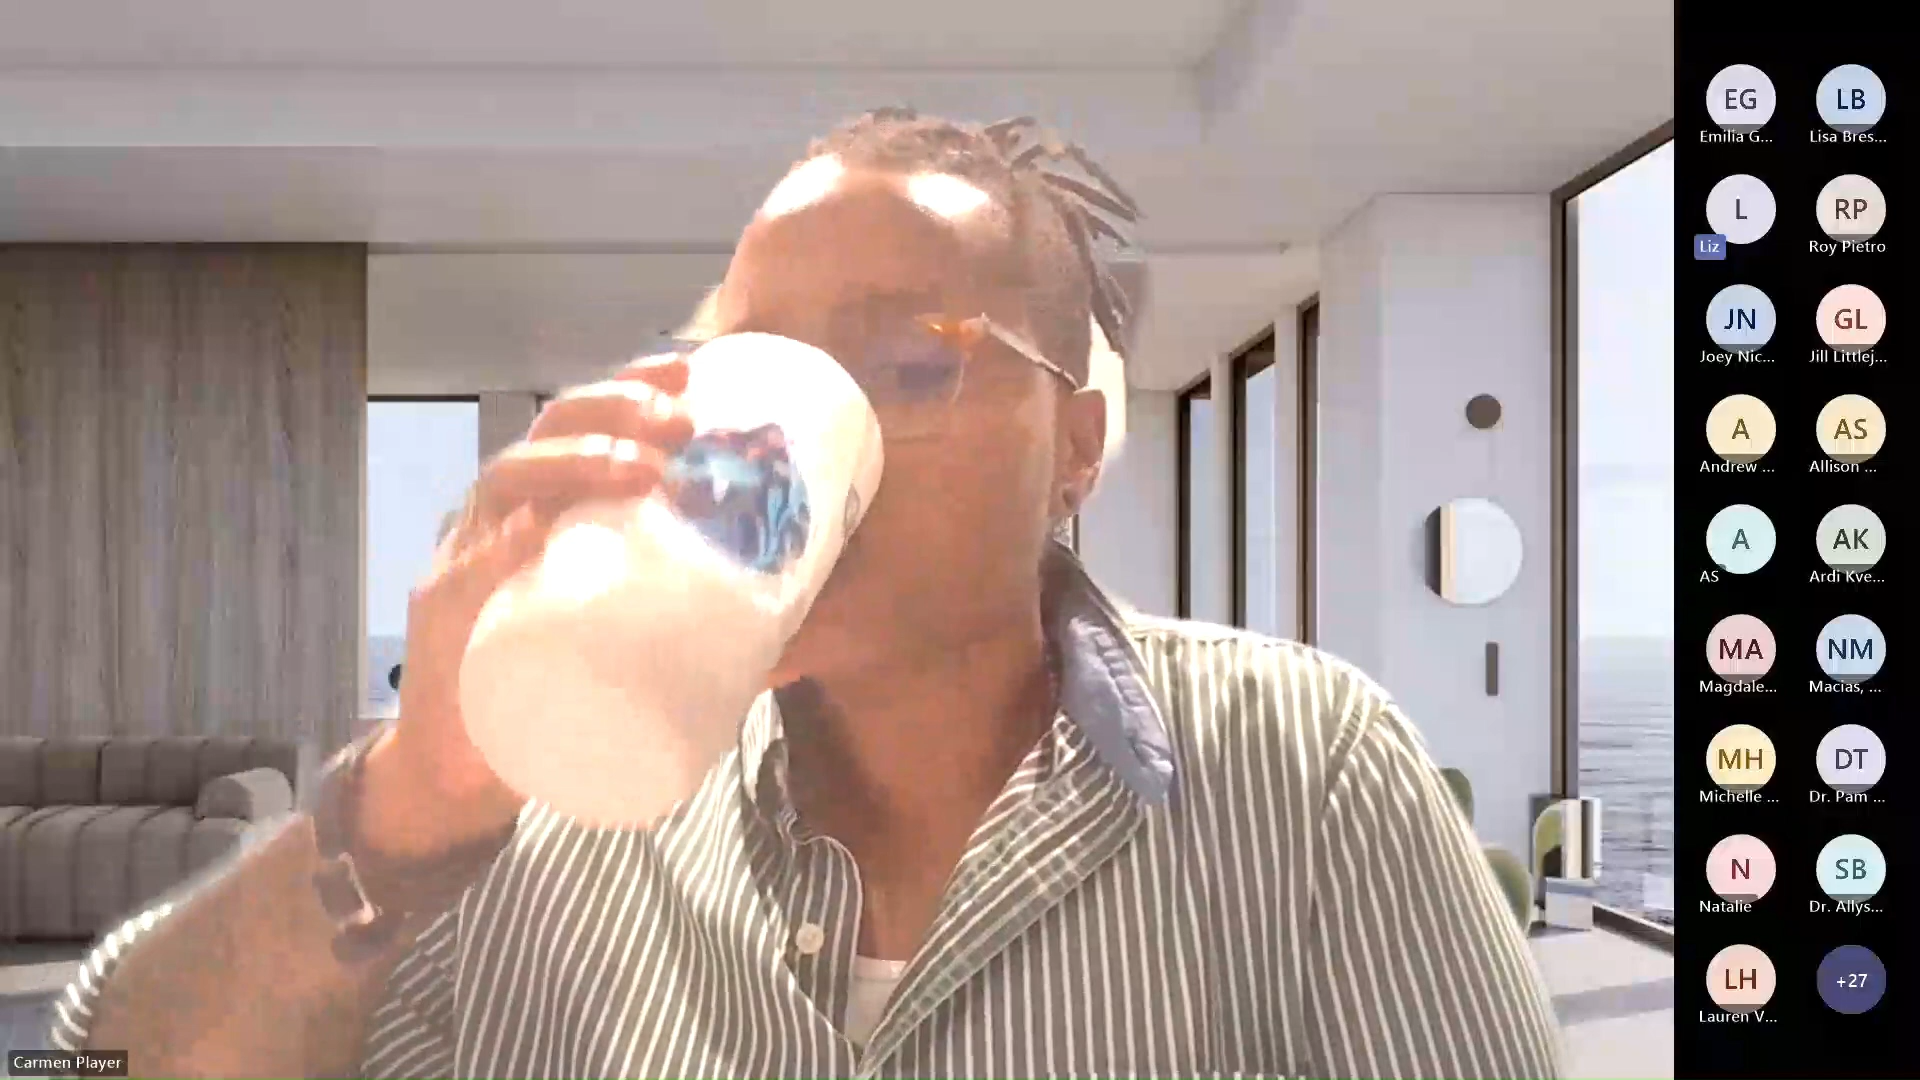 EG LB
Emilia G... Lisa Bres...
L RP
Liz Roy Pietro
JN GL
Joey Nic... Jill Littlej...
A AS
Andrew ... Allison ...
A AK
AS Ardi Kve...
MA NM
Magdale... Macias, ...
MH DT
Michelle ... Dr. Pam ...
N SB
Natalie Dr. Allys...
LH +27
Lauren V...
Carmen Player